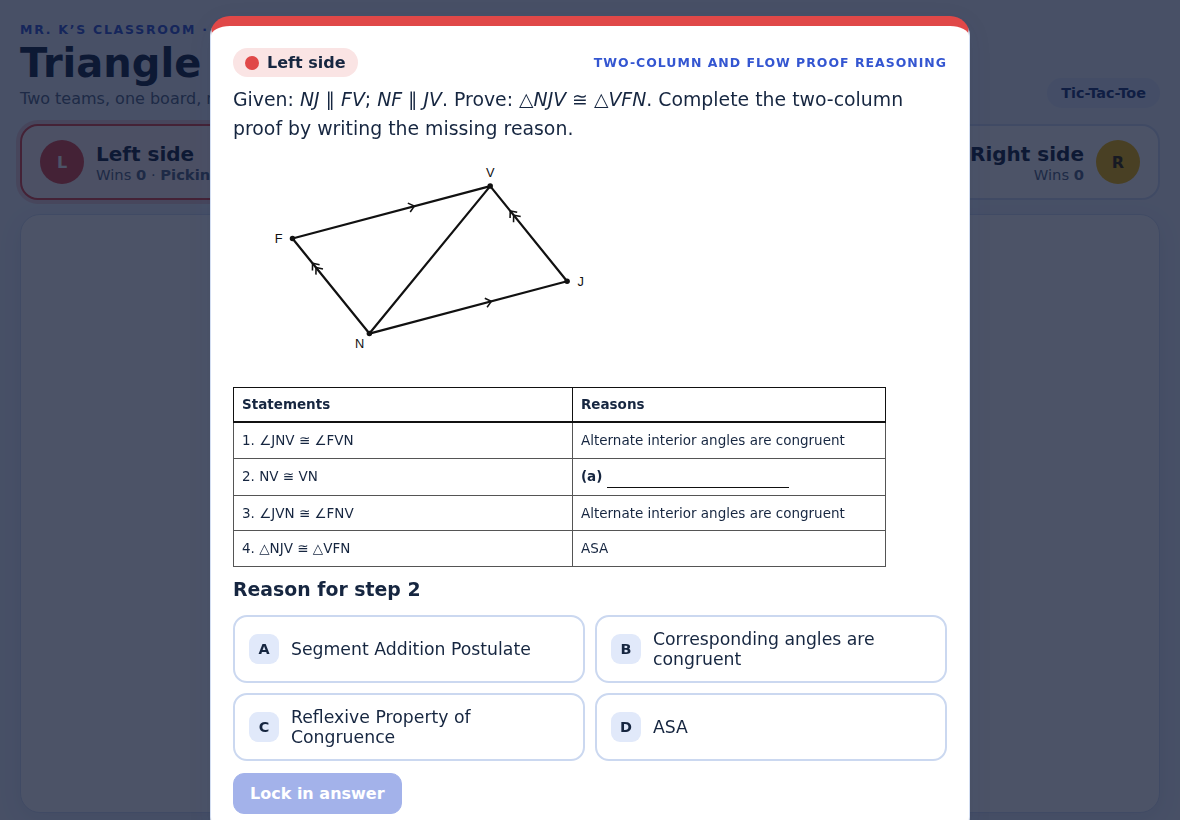 MR. K'S CLASSROOM ·
Triangle
Two teams, one board,
Tic-Tac-Toe
L
Left side
Wins 0 ·
Right side
Wins 0
R
Left side
TWO-COLUMN AND FLOW PROOF REASONING
Given: NJ ∥ FV; NF ∥ JV. Prove: △NJV ≅ △VFN. Complete the two-column
proof by writing the missing reason.
V
F
J
N
Statements Reasons
1. ∠JNV ≅ ∠FVN Alternate interior angles are congruent
2. NV ≅ VN (a)
3. ∠JVN ≅ ∠FNV Alternate interior angles are congruent
4. △NJV ≅ △VFN ASA
Reason for step 2
A Segment Addition Postulate
B Corresponding angles are
congruent
C Reflexive Property of
Congruence
D ASA
Lock in answer